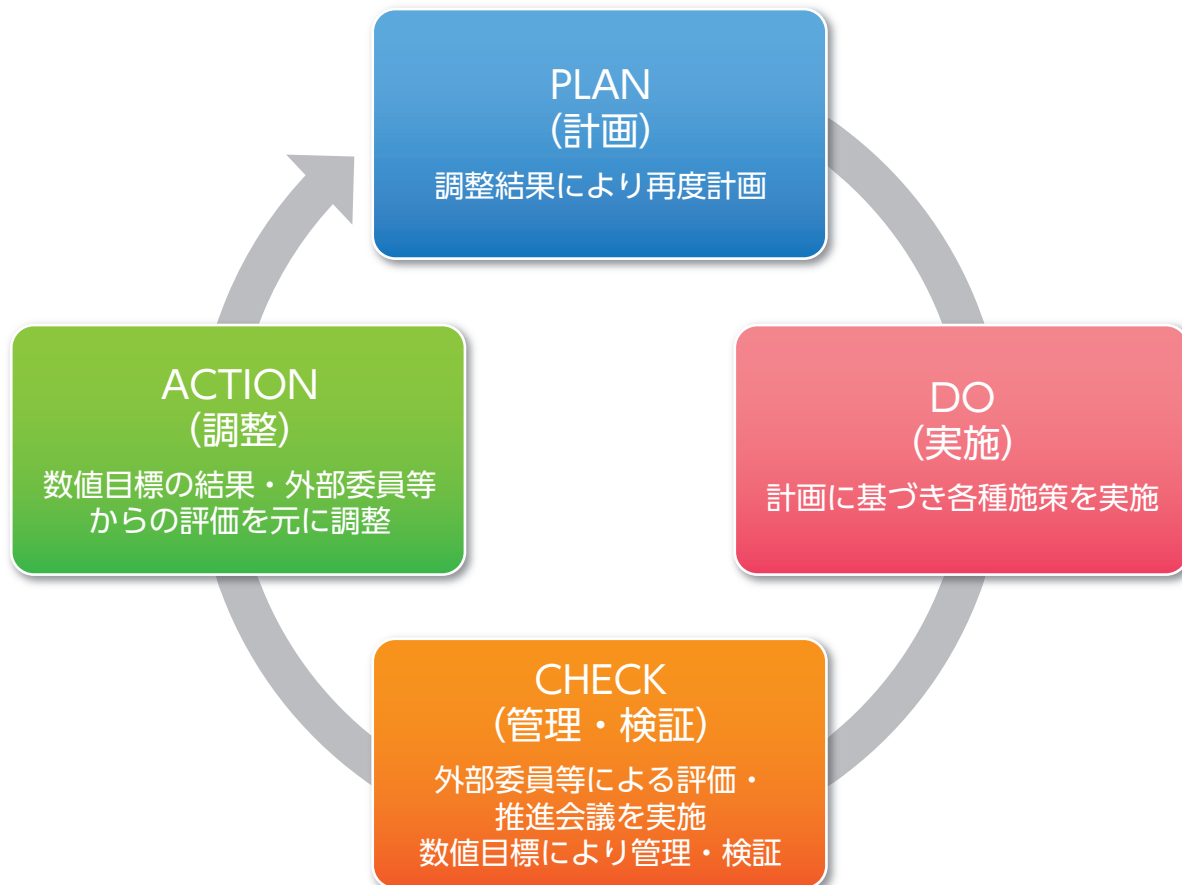 PLAN
(計画)
調整結果により再度計画
DO
(実施)
計画に基づき各種施策を実施
CHECK
(管理・検証)
外部委員等による評価・
推進会議を実施
数値目標により管理・検証
ACTION
(調整)
数値目標の結果・外部委員等
からの評価を元に調整